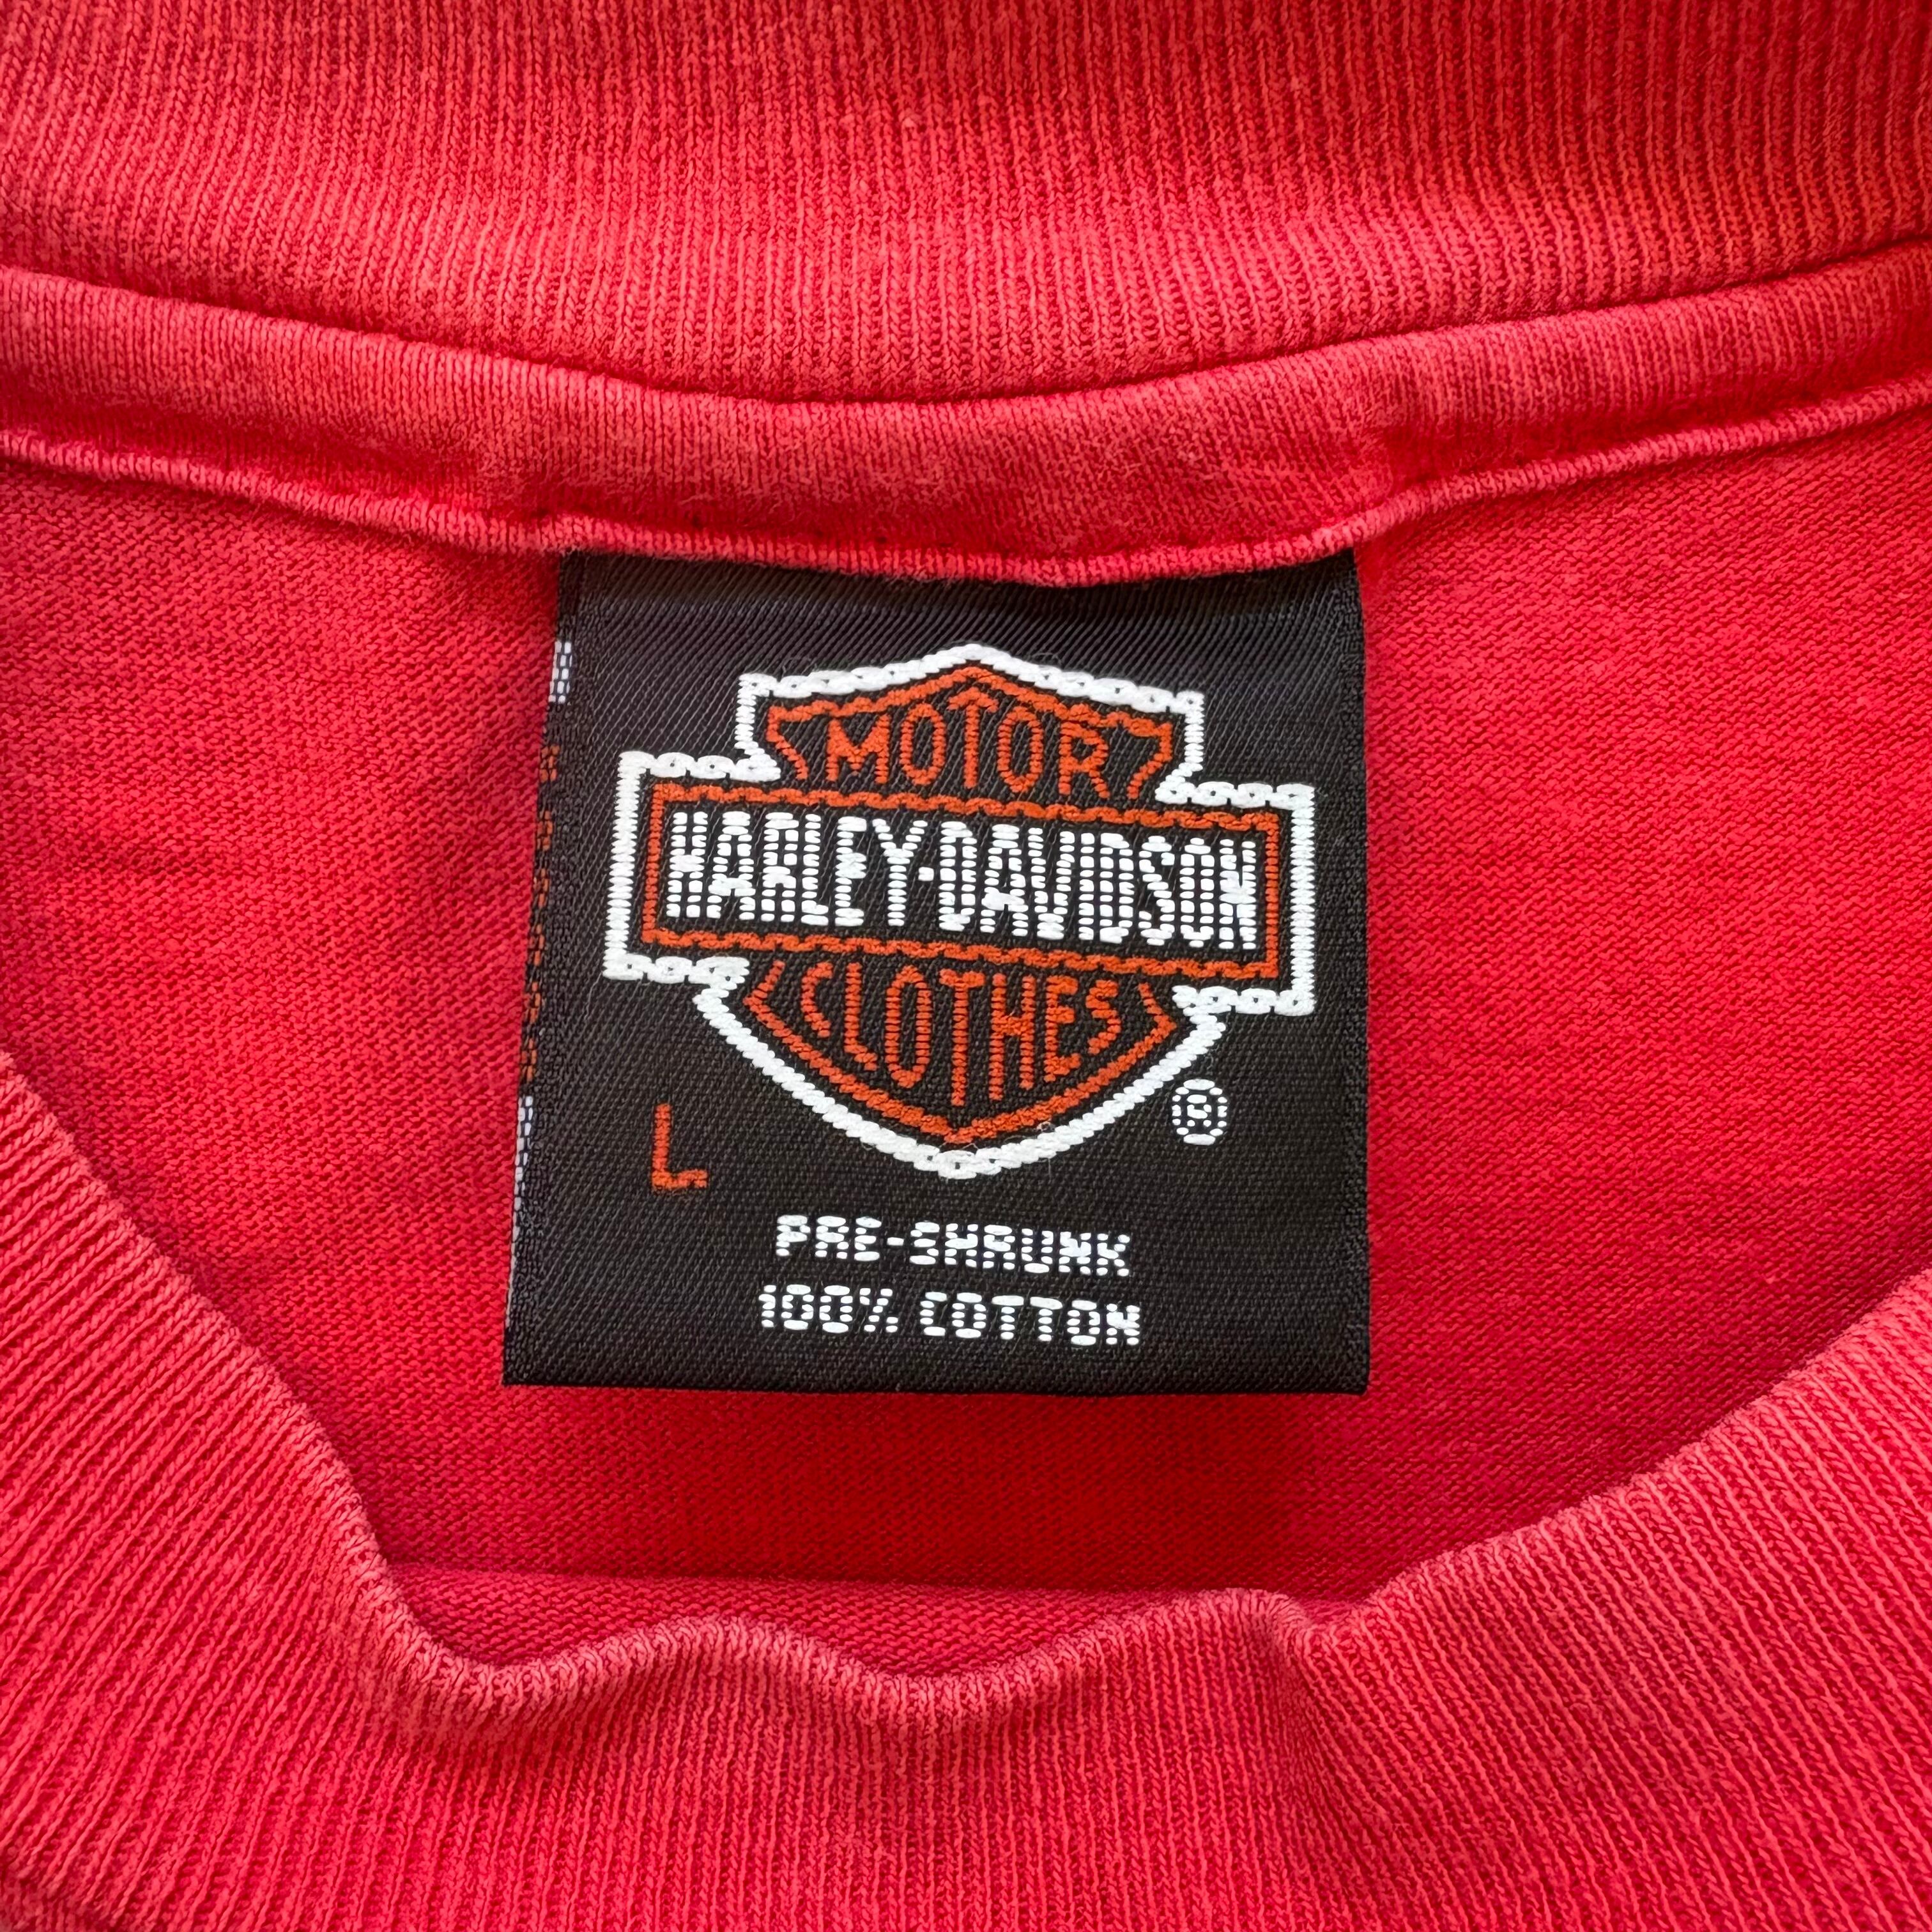 MOTOR
HARLEY-DAVIDSON
CLOTHES
®
L
PRE-SHRUNK
100% COTTON